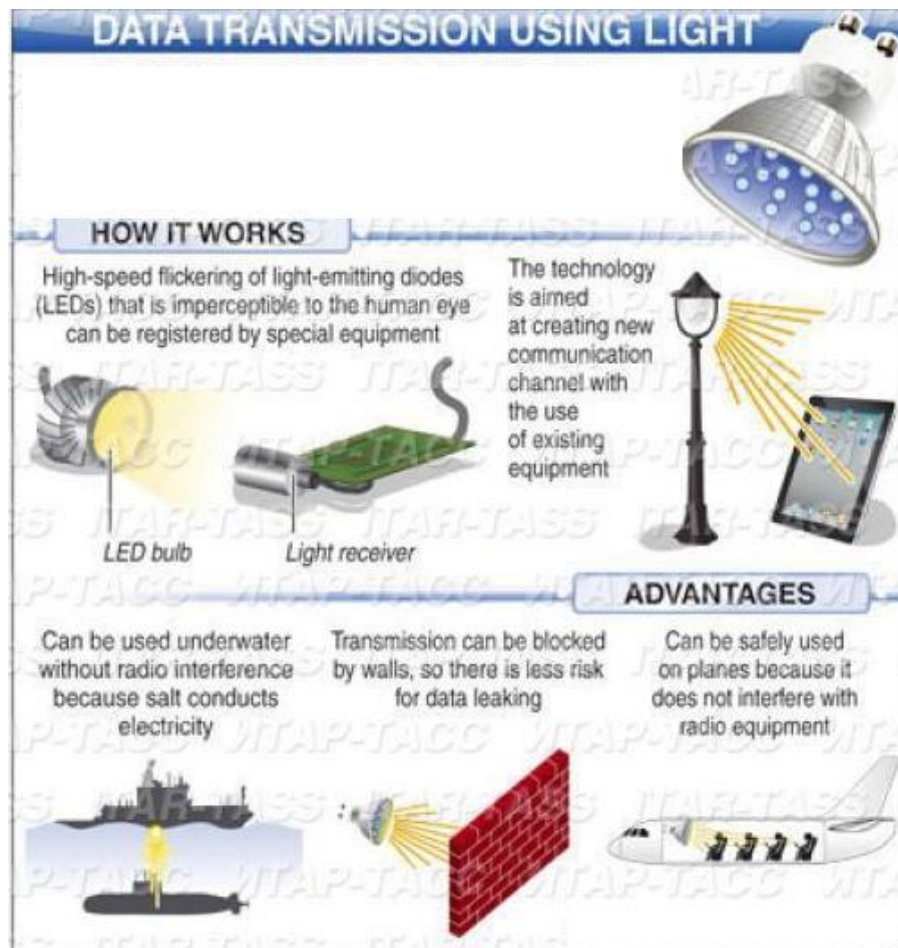 DATA TRANSMISSION USING LIGHT
HOW IT WORKS
High-speed flickering of light-emitting diodes
(LEDs) that is imperceptible to the human eye
can be registered by special equipment
LED bulb
Light receiver
The technology
is aimed
at creating new
communication
channel with
the use
of existing
equipment
ADVANTAGES
Can be used underwater
without radio interference
because salt conducts
electricity
Transmission can be blocked
by walls, so there is less risk
for data leaking
Can be safely used
on planes because it
does not interfere with
radio equipment
ITAR-TASS
ИТАР-ТАСС